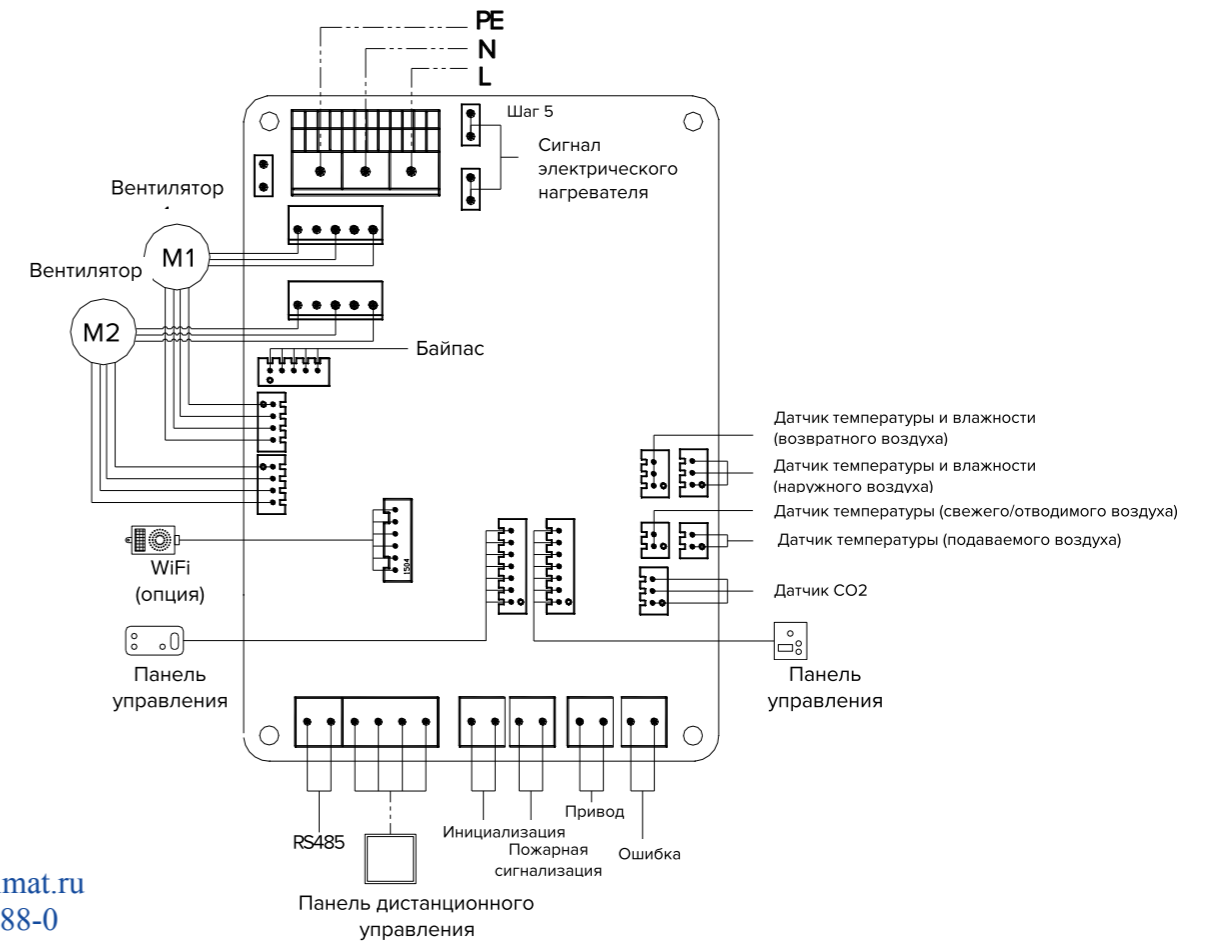 PE
N
L
Шаг 5
Сигнал
электрического
нагревателя
Вентилятор
M1
Вентилятор
M2
Байпас
Датчик температуры и влажности
(возвратного воздуха)
Датчик температуры и влажности
(наружного воздуха)
Датчик температуры (свежего/отводимого воздуха)
Датчик температуры (подаваемого воздуха)
Датчик CO2
1504
WiFi
(опция)
Панель
управления
Панель
управления
RS485
Инициализация
Пожарная
сигнализация
Привод
Ошибка
Панель дистанционного
управления
mat.ru
88-0